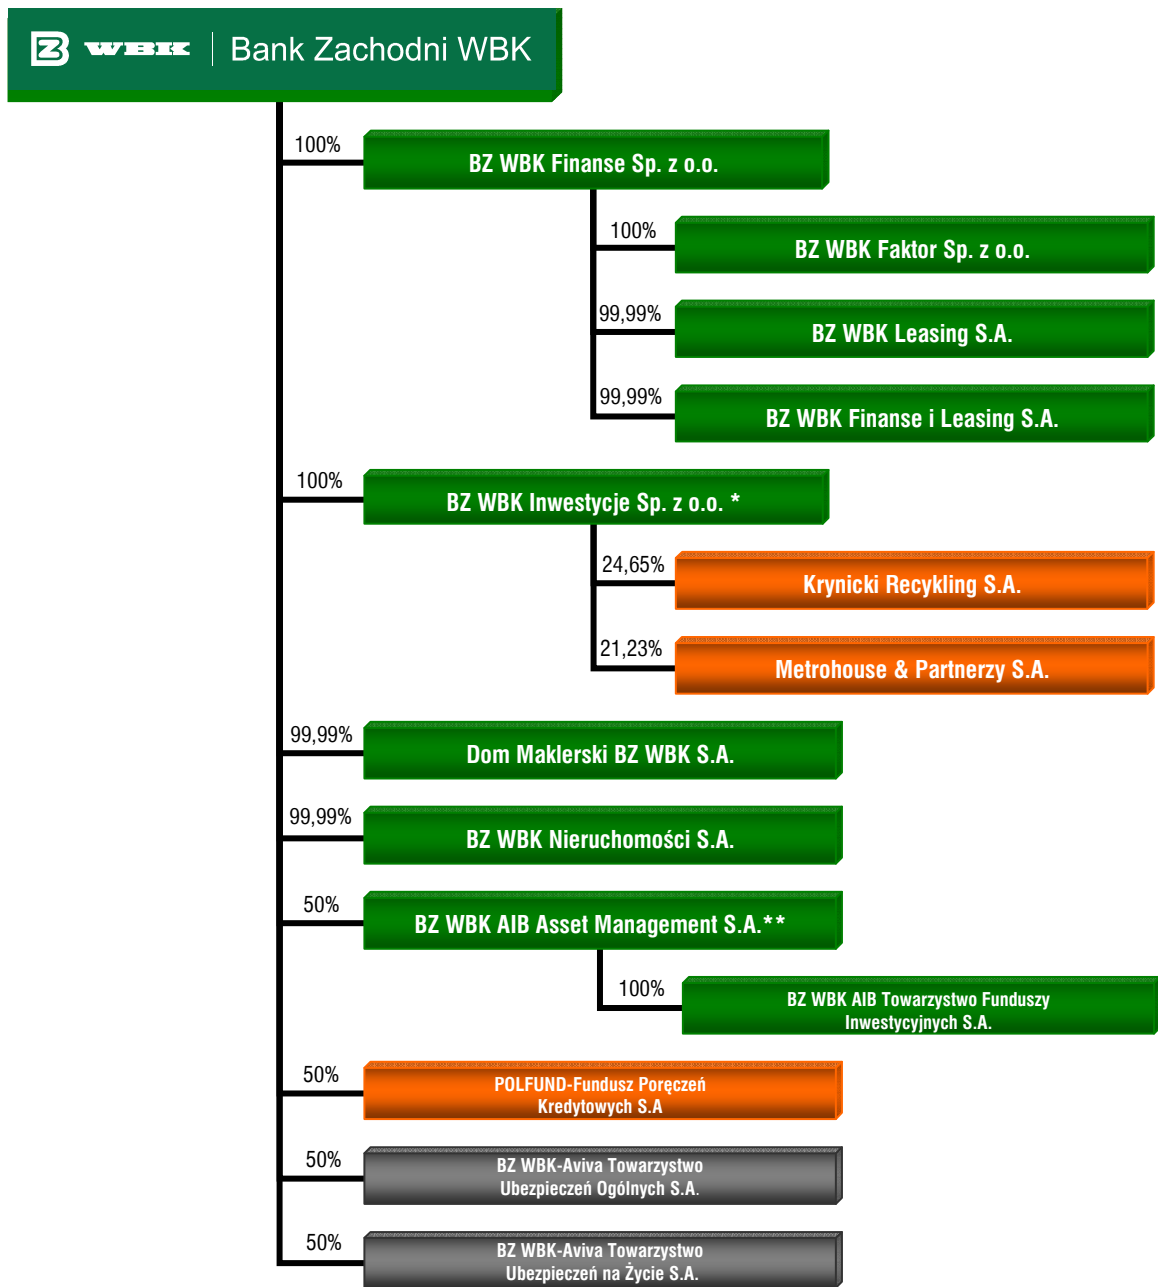 B WBK | Bank Zachodni WBK
100%
BZ WBK Finanse Sp. z o.o.
100%
BZ WBK Faktor Sp. z o.o.
99,99%
BZ WBK Leasing S.A.
99,99%
BZ WBK Finanse i Leasing S.A.
100%
BZ WBK Inwestycje Sp. z o.o. *
24,65%
Krynicki Recykling S.A.
21,23%
Metrohouse & Partnerzy S.A.
99,99%
Dom Maklerski BZ WBK S.A.
99,99%
BZ WBK Nieruchomości S.A.
50%
BZ WBK AIB Asset Management S.A.**
100%
BZ WBK AIB Towarzystwo Funduszy
Inwestycyjnych S.A.
50%
POLFUND-Fundusz Poręczeń
Kredytowych S.A
50%
BZ WBK-Aviva Towarzystwo
Ubezpieczeń Ogólnych S.A.
50%
BZ WBK-Aviva Towarzystwo
Ubezpieczeń na Życie S.A.